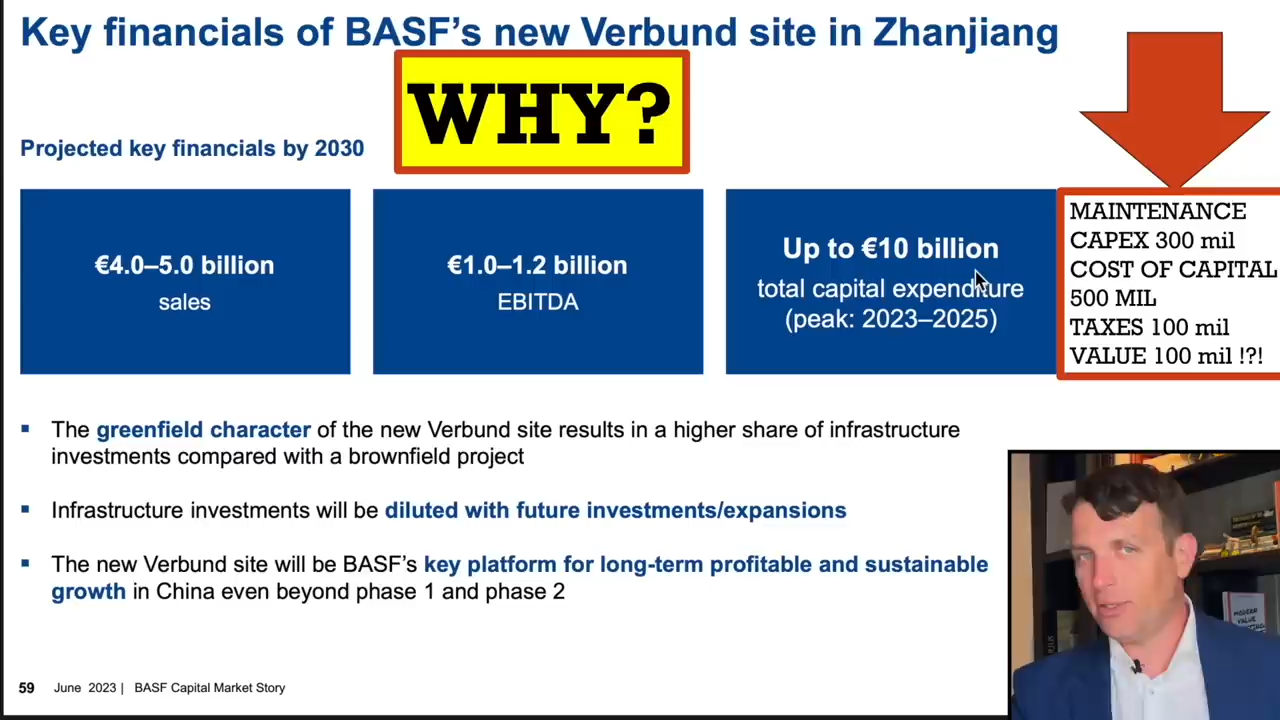 Key financials of BASF's new Verbund site in Zhanjiang
WHY?
Projected key financials by 2030
€4.0–5.0 billion
sales
€1.0–1.2 billion
EBITDA
Up to €10 billion
total capital expenditure
(peak: 2023–2025)
MAINTENANCE
CAPEX 300 mil
COST OF CAPITAL
500 MIL
TAXES 100 mil
VALUE 100 mil !?!
▪ The greenfield character of the new Verbund site results in a higher share of infrastructure
investments compared with a brownfield project
▪ Infrastructure investments will be diluted with future investments/expansions
▪ The new Verbund site will be BASF's key platform for long-term profitable and sustainable
growth in China even beyond phase 1 and phase 2
MODERN
VALUE
59 June 2023 | BASF Capital Market Story